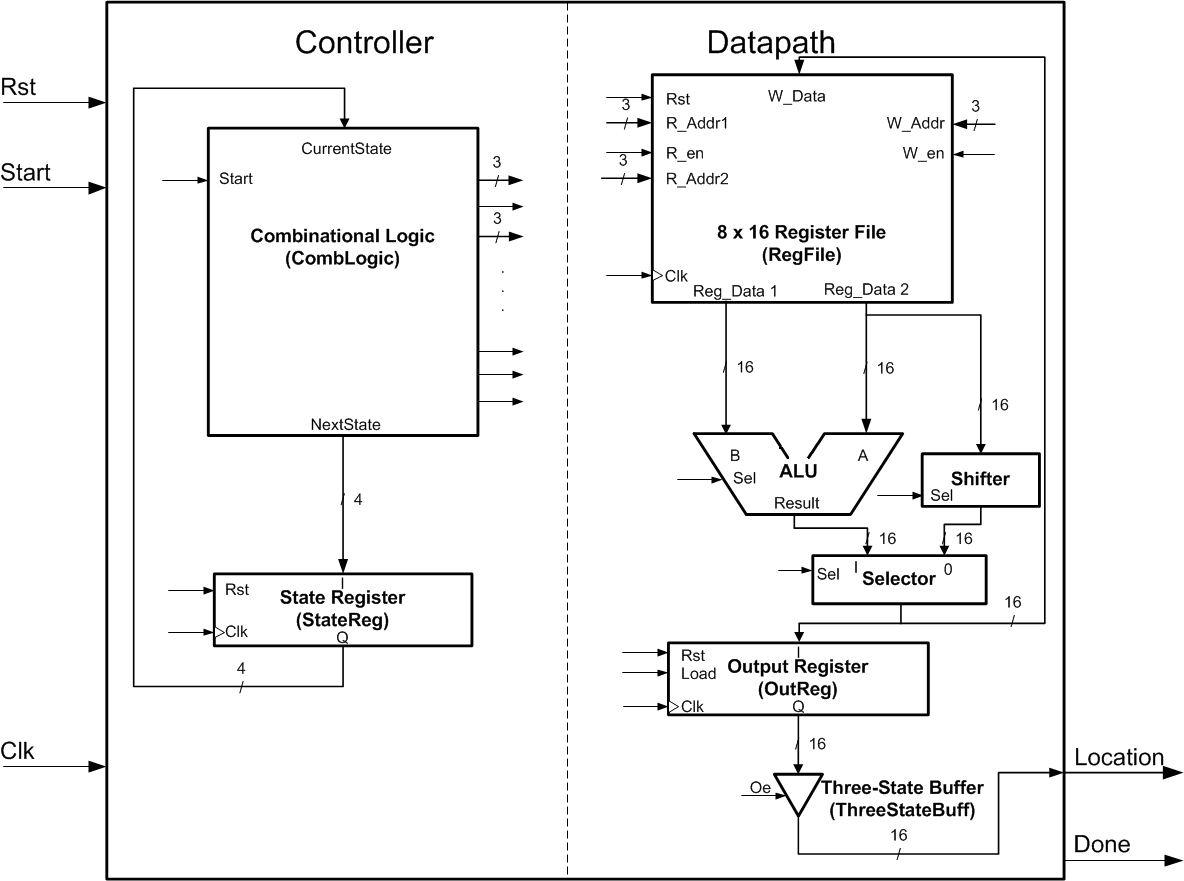 Controller
Datapath
Rst
Start
Clk
CurrentState
Start
3
3
Combinational Logic
(CombLogic)
.
.
.
NextState
4
Rst
I
State Register
(StateReg)
Clk
Q
4
W_Data
Rst
3
R_Addr1
R_en
3
R_Addr2
W_Addr
3
W_en
8 x 16 Register File
(RegFile)
Clk
Reg_Data 1
Reg_Data 2
16
16
16
B
A
Sel
ALU
Result
Shifter
Sel
16
16
Sel
I
0
Selector
16
Rst
Load
I
Output Register
(OutReg)
Clk
Q
16
Oe
Three-State Buffer
(ThreeStateBuff)
16
Location
Done